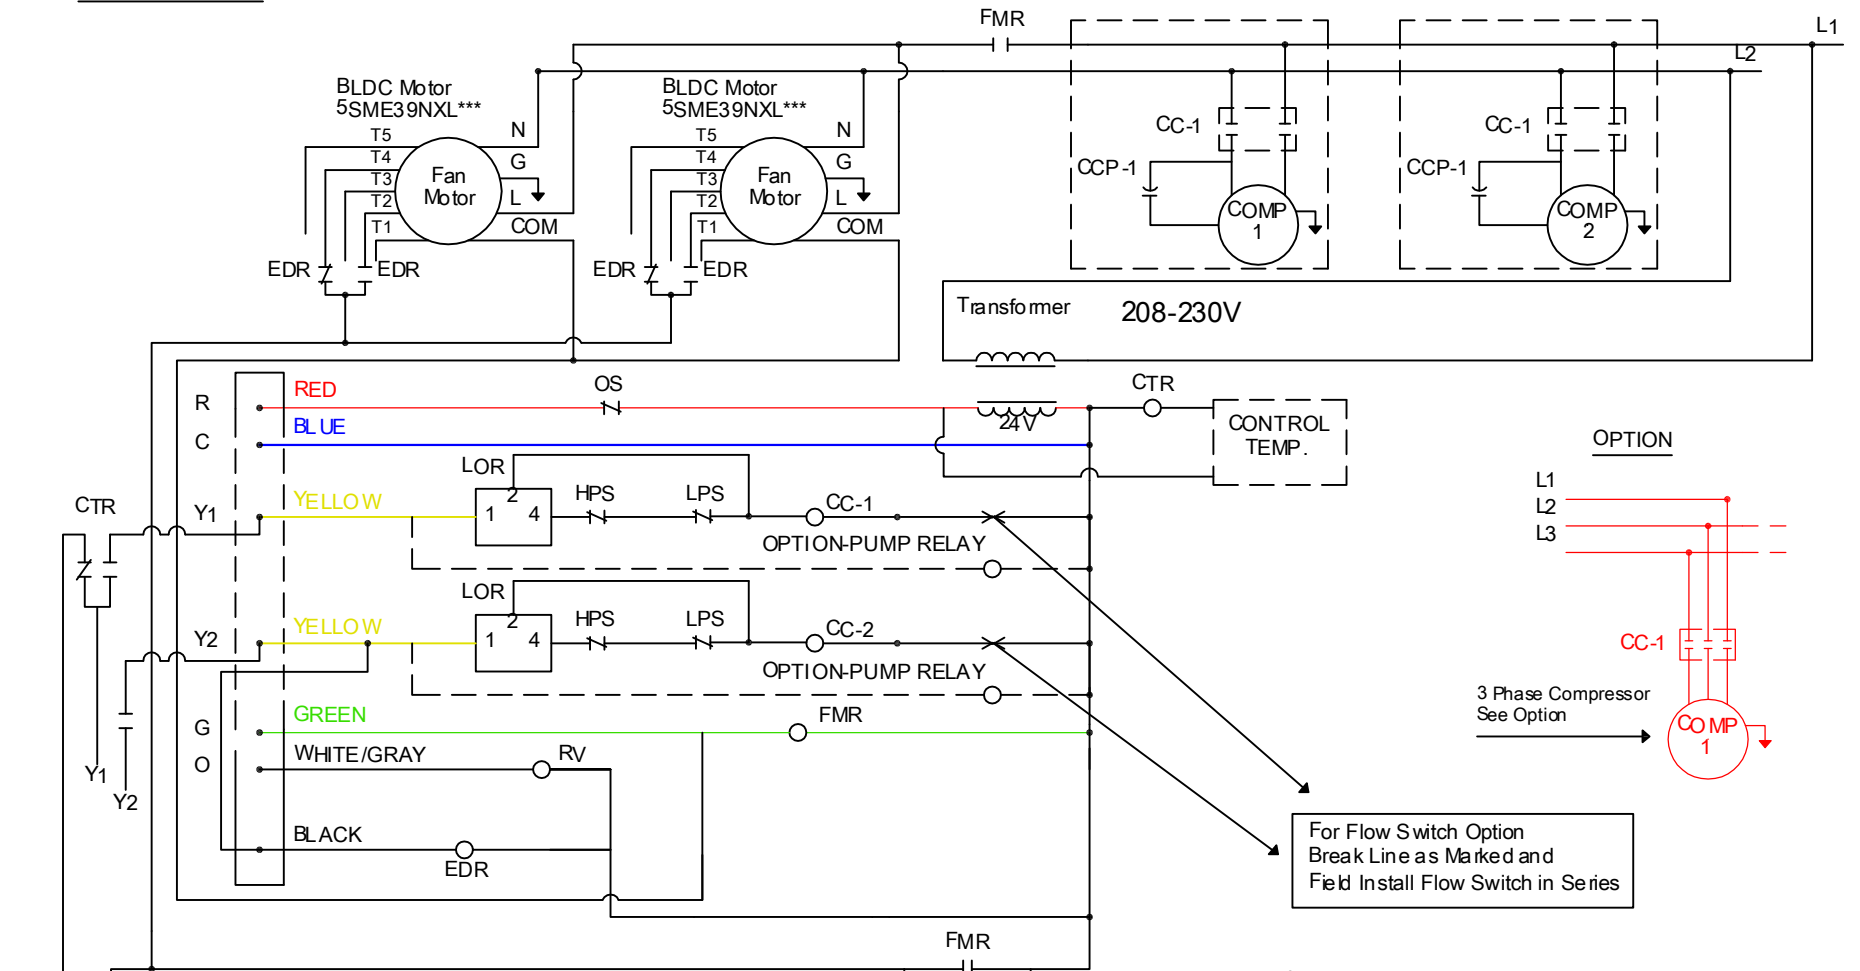 FMR
L1
L2
BLDC Motor
5SME39NXL***
BLDC Motor
5SME39NXL***
T5
T4
T3
T2
T1
Fan
Motor
N
G
L
COM
EDR
EDR
T5
T4
T3
T2
T1
Fan
Motor
N
G
L
COM
EDR
EDR
CC-1
CCP-1
COMP
1
CC-1
CCP-1
COMP
2
Transformer
208-230V
R
RED
OS
24V
CTR
CONTROL
TEMP.
C
BLUE
OPTION
L1
L2
L3
CC-1
3 Phase Compressor
See Option
COMP
1
CTR
Y1
YELLOW
LOR
1
2
4
HPS
LPS
CC-1
OPTION-PUMP RELAY
Y2
YELLOW
LOR
1
2
4
HPS
LPS
CC-2
OPTION-PUMP RELAY
G
GREEN
FMR
O
WHITE/GRAY
RV
Y1
Y2
BLACK
EDR
For Flow Switch Option
Break Line as Marked and
Field Install Flow Switch in Series
FMR